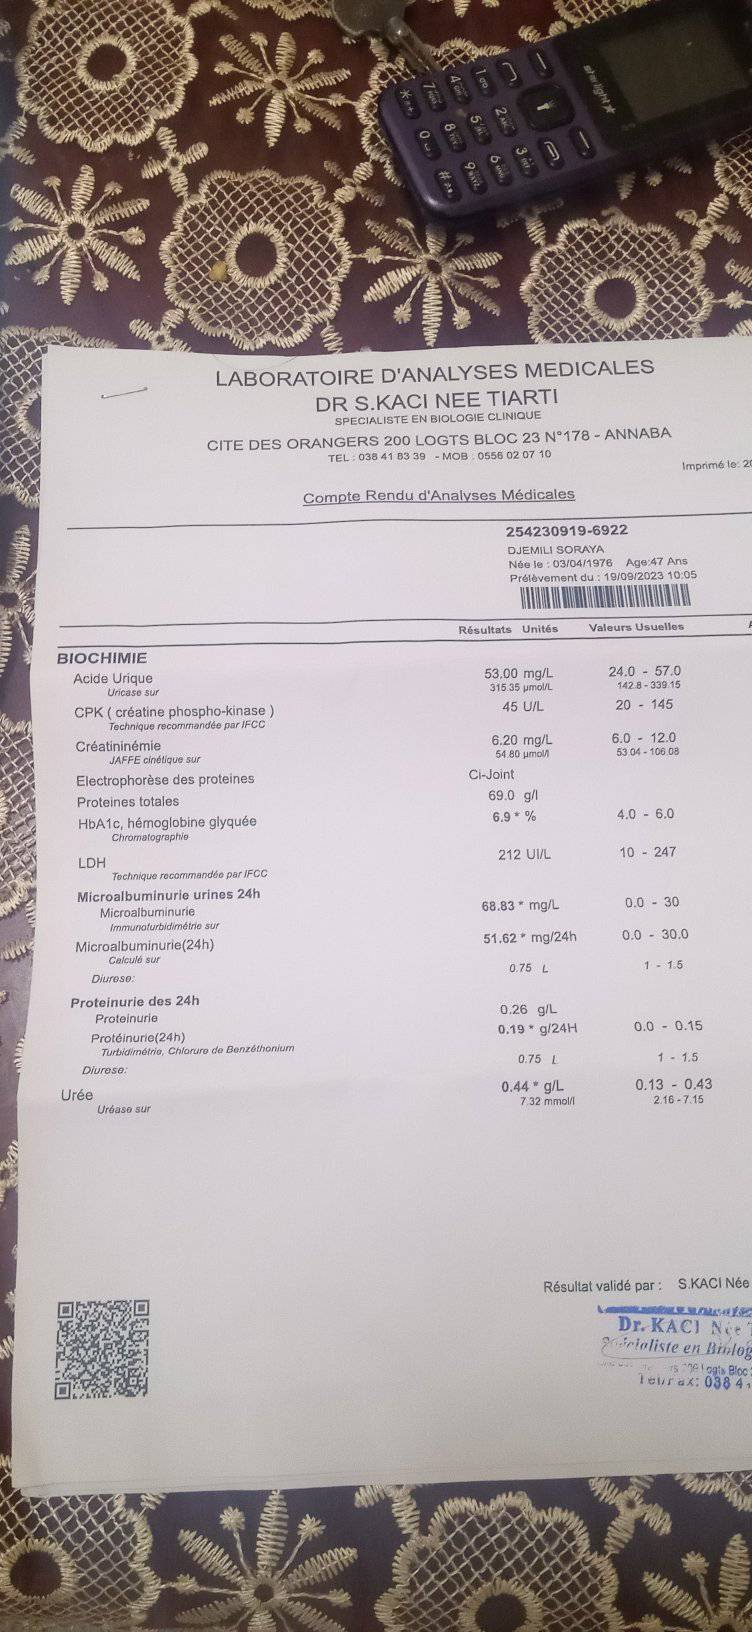 starlight
LABORATOIRE D'ANALYSES MEDICALES
DR S.KACI NEE TIARTI
SPECIALISTE EN BIOLOGIE CLINIQUE
CITE DES ORANGERS 200 LOGTS BLOC 23 N°178 - ANNABA
TEL : 038 41 83 39 - MOB : 0556 02 07 10
Imprimé le: 20
Compte Rendu d'Analyses Médicales
254230919-6922
DJEMILI SORAYA
Née le : 03/04/1976 Age:47 Ans
Prélèvement du : 19/09/2023 10:05
Résultats Unités Valeurs Usuelles
BIOCHIMIE
Acide Urique 53.00 mg/L 24.0 - 57.0
Uricase sur 315.35 µmol/L 142.8 - 339.15
CPK ( créatine phospho-kinase ) 45 U/L 20 - 145
Technique recommandée par IFCC
Créatininémie 6.20 mg/L 6.0 - 12.0
JAFFE cinétique sur 54.80 µmol/l 53.04 - 106.08
Electrophorèse des proteines Ci-Joint
Proteines totales 69.0 g/l
HbA1c, hémoglobine glyquée 6.9 * % 4.0 - 6.0
Chromatographie
LDH 212 UI/L 10 - 247
Technique recommandée par IFCC
Microalbuminurie urines 24h
Microalbuminurie 68.83 * mg/L 0.0 - 30
Immunoturbidimétrie sur
Microalbuminurie(24h) 51.62 * mg/24h 0.0 - 30.0
Calculé sur
Diurese: 0.75 L 1 - 1.5
Proteinurie des 24h
Proteinurie 0.26 g/L
Protéinurie(24h) 0.19 * g/24H 0.0 - 0.15
Turbidimétrie, Chlorure de Benzéthonium
Diurese: 0.75 L 1 - 1.5
Urée 0.44 * g/L 0.13 - 0.43
Uréase sur 7.32 mmol/l 2.16 - 7.15
Résultat validé par : S.KACI Née
Dr. KACI Née T
Spécialiste en Biolog
Logts Bloc
Tel/Fax: 038 4